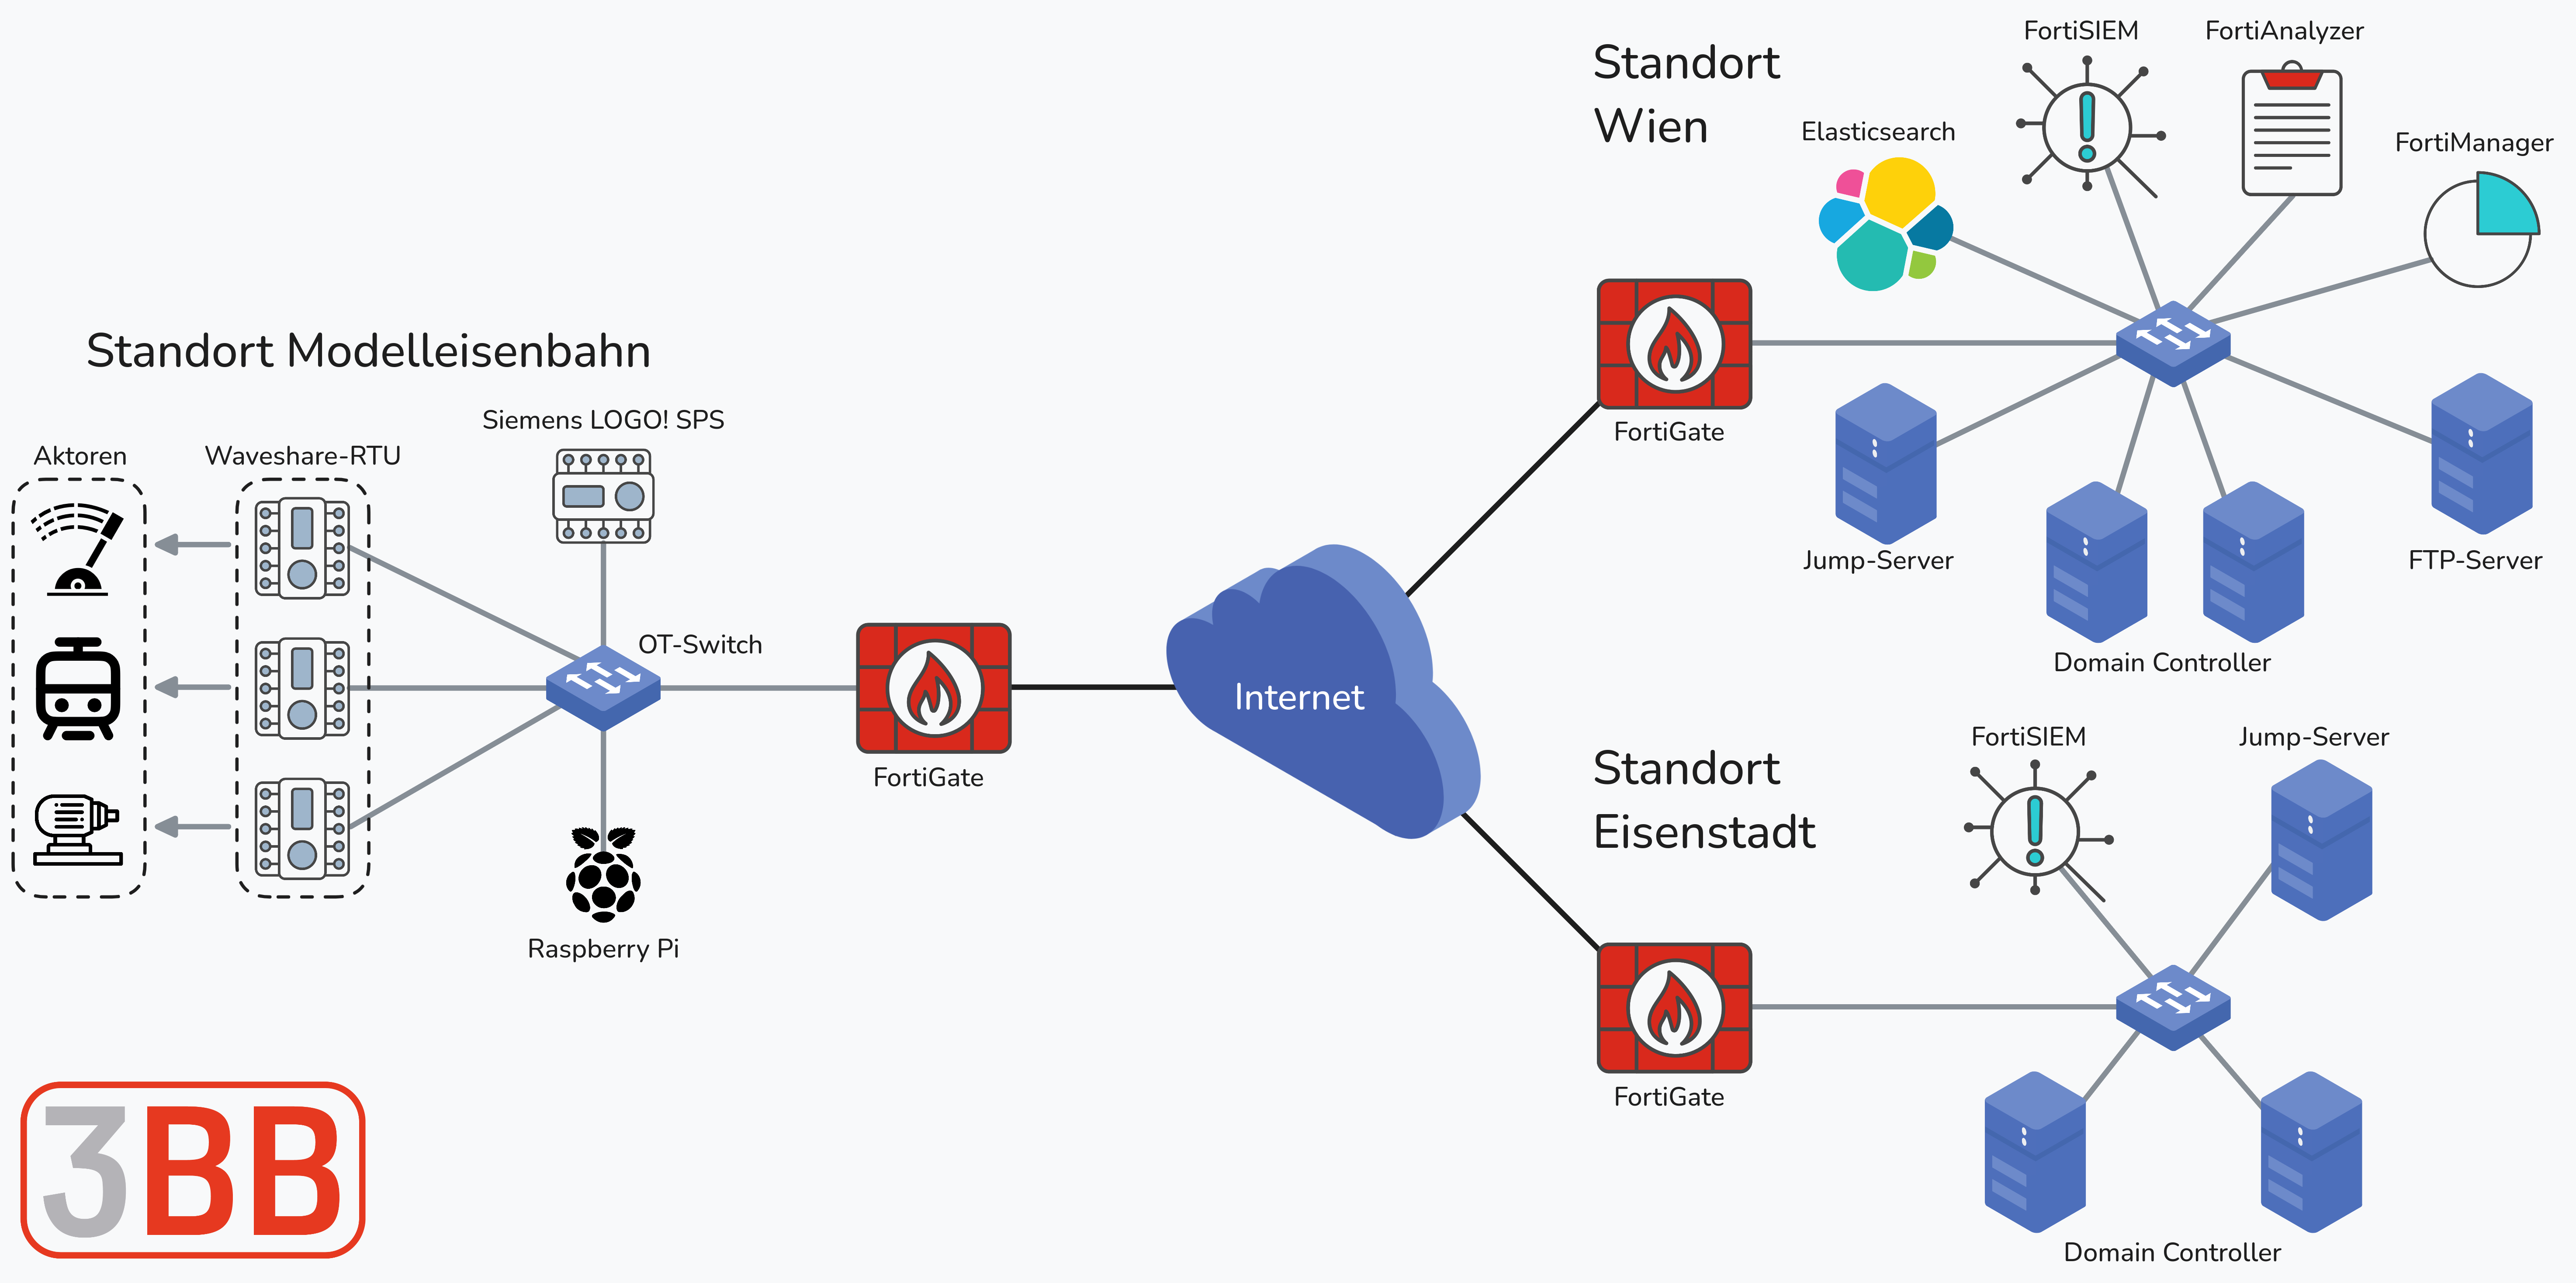 Standort Modelleisenbahn
Siemens LOGO! SPS
Aktoren
Waveshare-RTU
OT-Switch
FortiGate
Raspberry Pi
3BB
Internet
Standort
Wien
FortiSIEM
FortiAnalyzer
Elasticsearch
FortiManager
FortiGate
Jump-Server
FTP-Server
Domain Controller
Standort
Eisenstadt
FortiSIEM
Jump-Server
FortiGate
Domain Controller